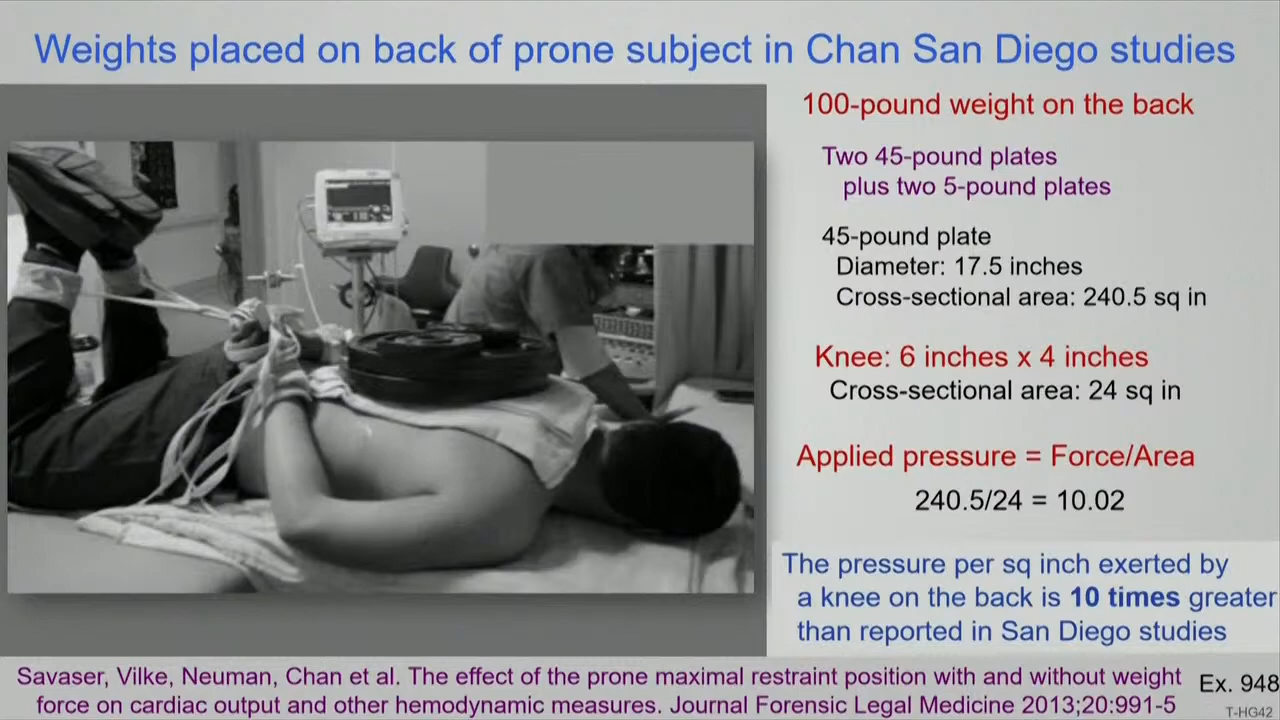 Weights placed on back of prone subject in Chan San Diego studies
100-pound weight on the back
Two 45-pound plates
plus two 5-pound plates
45-pound plate
Diameter: 17.5 inches
Cross-sectional area: 240.5 sq in
Knee: 6 inches x 4 inches
Cross-sectional area: 24 sq in
Applied pressure = Force/Area
240.5/24 = 10.02
The pressure per sq inch exerted by
a knee on the back is 10 times greater
than reported in San Diego studies
Savaser, Vilke, Neuman, Chan et al. The effect of the prone maximal restraint position with and without weight
force on cardiac output and other hemodynamic measures. Journal Forensic Legal Medicine 2013;20:991-5
Ex. 948
T-HG42